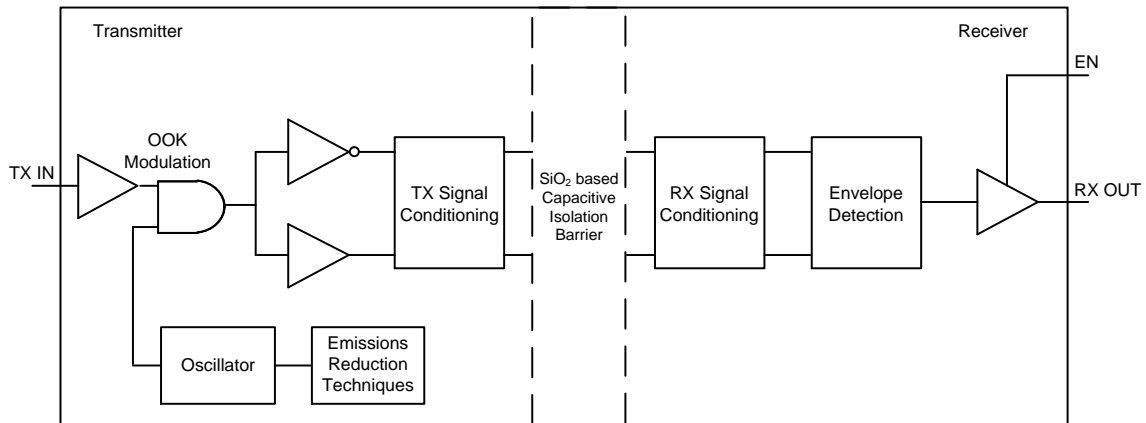 Transmitter
Receiver
EN
OOK
Modulation
TX IN
TX Signal
Conditioning
SiO₂ based
Capacitive
Isolation
Barrier
RX Signal
Conditioning
Envelope
Detection
RX OUT
Oscillator
Emissions
Reduction
Techniques